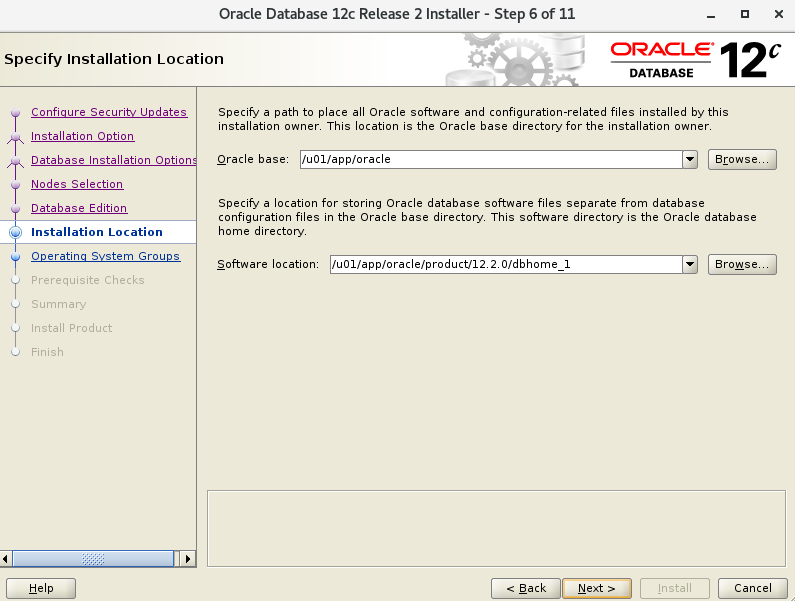 Oracle Database 12c Release 2 Installer - Step 6 of 11
Specify Installation Location
ORACLE®
DATABASE
12c
Configure Security Updates
Installation Option
Database Installation Options
Nodes Selection
Database Edition
Installation Location
Operating System Groups
Prerequisite Checks
Summary
Install Product
Finish
Specify a path to place all Oracle software and configuration-related files installed by this
installation owner. This location is the Oracle base directory for the installation owner.
Oracle base: /u01/app/oracle Browse...
Specify a location for storing Oracle database software files separate from database
configuration files in the Oracle base directory. This software directory is the Oracle database
home directory.
Software location: /u01/app/oracle/product/12.2.0/dbhome_1 Browse...
Help < Back Next > Install Cancel